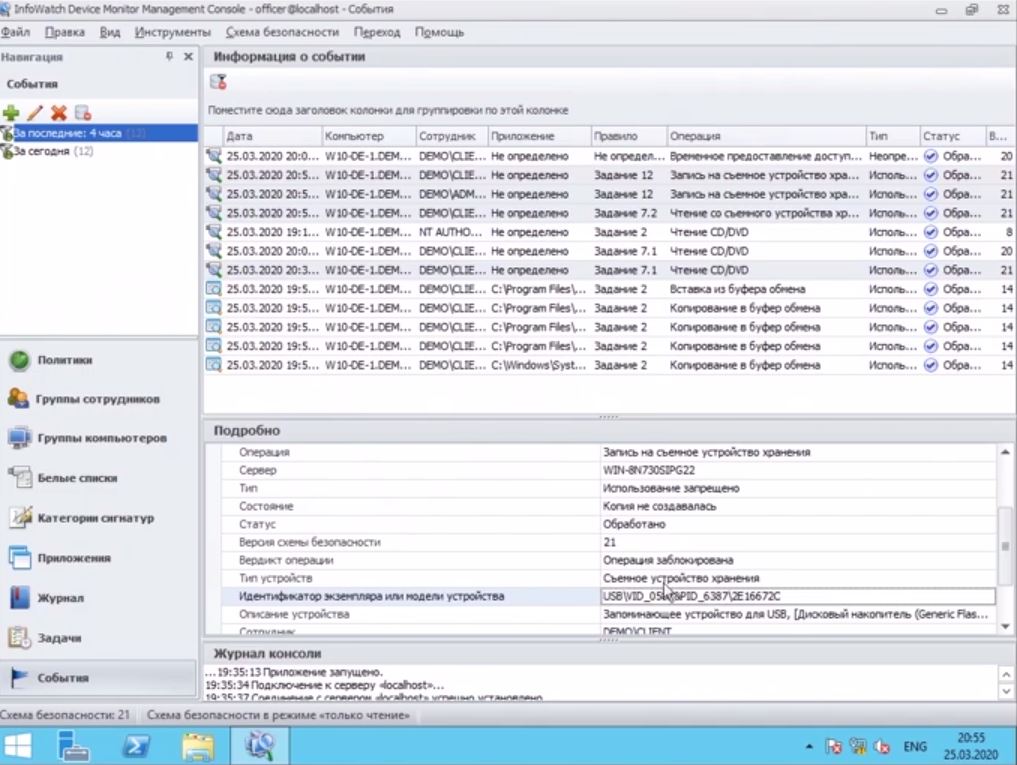 InfoWatch Device Monitor Management Console - officer@localhost - События
Файл Правка Вид Инструменты Схема безопасности Переход Помощь
Навигация
Информация о событии
События
Поместите сюда заголовок колонки для группировки по этой колонке
За последние: 4 часа (12)
За сегодня (12)
Дата Компьютер Сотрудник Приложение Правило Операция Тип Статус В...
25.03.2020 20:0... W10-DE-1.DEM... DEMO\CLIE... Не определено Не определ... Временное предоставление доступ... Неопре... Обра... 20
25.03.2020 20:5... W10-DE-1.DEM... DEMO\CLIE... Не определено Задание 12 Запись на съемное устройство хра... Исполь... Обра... 21
25.03.2020 20:5... W10-DE-1.DEM... DEMO\ADM... Не определено Задание 12 Запись на съемное устройство хра... Исполь... Обра... 21
25.03.2020 20:5... W10-DE-1.DEM... DEMO\CLIE... Не определено Задание 7.2 Чтение со съемного устройства хр... Исполь... Обра... 21
25.03.2020 19:1... W10-DE-1.DEM... NT AUTHO... Не определено Задание 2 Чтение CD/DVD Исполь... Обра... 8
25.03.2020 20:0... W10-DE-1.DEM... DEMO\CLIE... Не определено Задание 7.1 Чтение CD/DVD Исполь... Обра... 20
25.03.2020 20:3... W10-DE-1.DEM... DEMO\CLIE... Не определено Задание 7.1 Чтение CD/DVD Исполь... Обра... 21
25.03.2020 19:5... W10-DE-1.DEM... DEMO\CLIE... C:\Program Files\... Задание 2 Вставка из буфера обмена Исполь... Обра... 14
25.03.2020 19:5... W10-DE-1.DEM... DEMO\CLIE... C:\Program Files\... Задание 2 Копирование в буфер обмена Исполь... Обра... 14
25.03.2020 19:5... W10-DE-1.DEM... DEMO\CLIE... C:\Program Files\... Задание 2 Копирование в буфер обмена Исполь... Обра... 14
25.03.2020 19:5... W10-DE-1.DEM... DEMO\CLIE... C:\Program Files\... Задание 2 Копирование в буфер обмена Исполь... Обра... 14
25.03.2020 19:5... W10-DE-1.DEM... DEMO\CLIE... C:\Windows\Syst... Задание 2 Копирование в буфер обмена Исполь... Обра... 14
Политики
Группы сотрудников
Группы компьютеров
Белые списки
Категории сигнатур
Приложения
Журнал
Задачи
События
Подробно
Операция Запись на съемное устройство хранения
Сервер WIN-8N730SIPG22
Тип Использование запрещено
Состояние Копия не создавалась
Статус Обработано
Версия схемы безопасности 21
Вердикт операции Операция заблокирована
Тип устройств Съемное устройство хранения
Идентификатор экземпляра или модели устройства
Описание устройства Запоминающее устройство для USB, [Дисковый накопитель (Generic Flas...
Сотрудник DEMO\CLIENT
Журнал консоли
...19:35:13 Приложение запущено.
19:35:34 Подключение к серверу «localhost»...
19:35:37 Соединение с сервером «localhost» успешно установлено
Схема безопасности: 21 Схема безопасности в режиме «только чтение»
ENG 20:55
25.03.2020